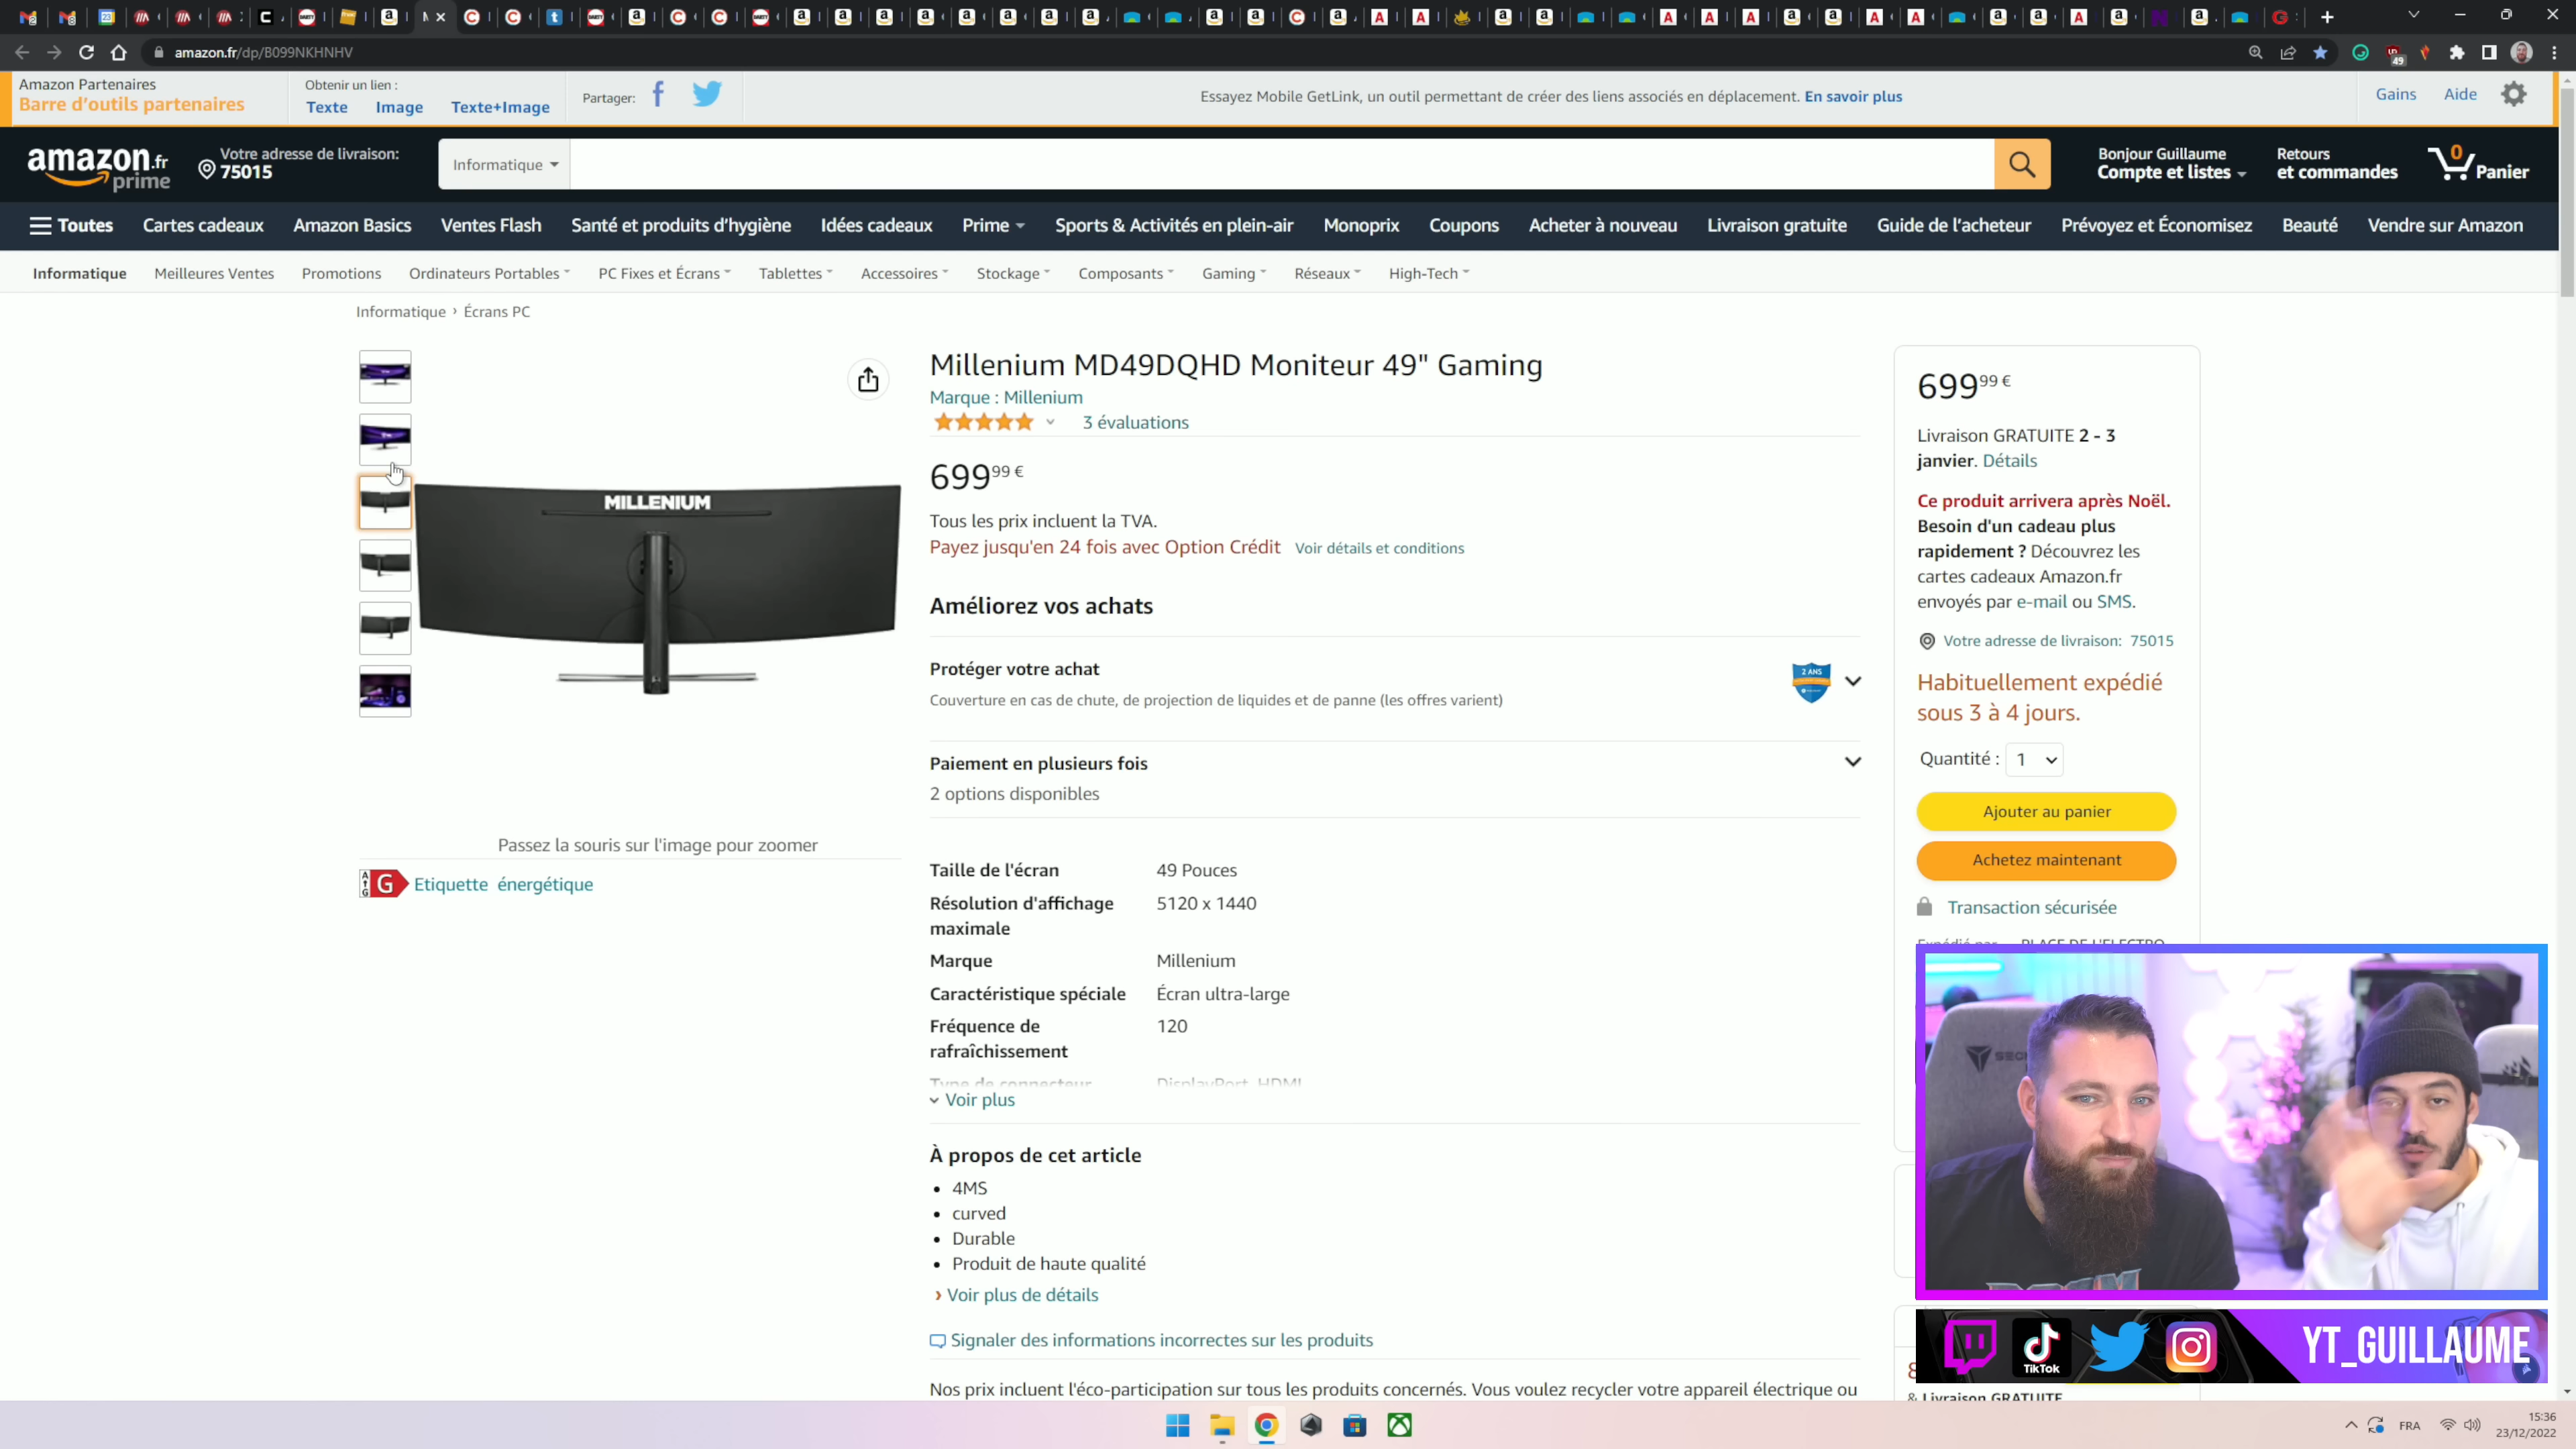 amazon.fr/dp/B099NKHNHV
49
Amazon Partenaires
Barre d'outils partenaires
Obtenir un lien :
Texte Image Texte+Image
Partager:
Essayez Mobile GetLink, un outil permettant de créer des liens associés en déplacement. En savoir plus
Gains Aide
amazon.fr
prime
Votre adresse de livraison:
75015
Informatique
Bonjour Guillaume
Compte et listes
Retours
et commandes
0
Panier
Toutes Cartes cadeaux Amazon Basics Ventes Flash Santé et produits d'hygiène Idées cadeaux Prime Sports & Activités en plein-air Monoprix Coupons Acheter à nouveau Livraison gratuite Guide de l'acheteur Prévoyez et Économisez Beauté Vendre sur Amazon
Informatique Meilleures Ventes Promotions Ordinateurs Portables PC Fixes et Écrans Tablettes Accessoires Stockage Composants Gaming Réseaux High-Tech
Informatique › Écrans PC
MILLENIUM
Passez la souris sur l'image pour zoomer
A G G Etiquette énergétique
Millenium MD49DQHD Moniteur 49" Gaming
Marque : Millenium
3 évaluations
699 99 €
Tous les prix incluent la TVA.
Payez jusqu'en 24 fois avec Option Crédit Voir détails et conditions
Améliorez vos achats
Protéger votre achat
Couverture en cas de chute, de projection de liquides et de panne (les offres varient)
2 ANS
Paiement en plusieurs fois
2 options disponibles
Taille de l'écran 49 Pouces
Résolution d'affichage 5120 x 1440
maximale
Marque Millenium
Caractéristique spéciale Écran ultra-large
Fréquence de 120
rafraîchissement
Type de connecteur DisplayPort, HDMI
Voir plus
À propos de cet article
• 4MS
• curved
• Durable
• Produit de haute qualité
› Voir plus de détails
Signaler des informations incorrectes sur les produits
Nos prix incluent l'éco-participation sur tous les produits concernés. Vous voulez recycler votre appareil électrique ou
699 99 €
Livraison GRATUITE 2 - 3
janvier. Détails
Ce produit arrivera après Noël.
Besoin d'un cadeau plus
rapidement ? Découvrez les
cartes cadeaux Amazon.fr
envoyés par e-mail ou SMS.
Votre adresse de livraison: 75015
Habituellement expédié
sous 3 à 4 jours.
Quantité : 1
Ajouter au panier
Achetez maintenant
Transaction sécurisée
Expédié par PLACE DE L'ELECTRO
SEC
TikTok
YT_GUILLAUME
& Livraison GRATUITE
FRA
15:36
23/12/2022